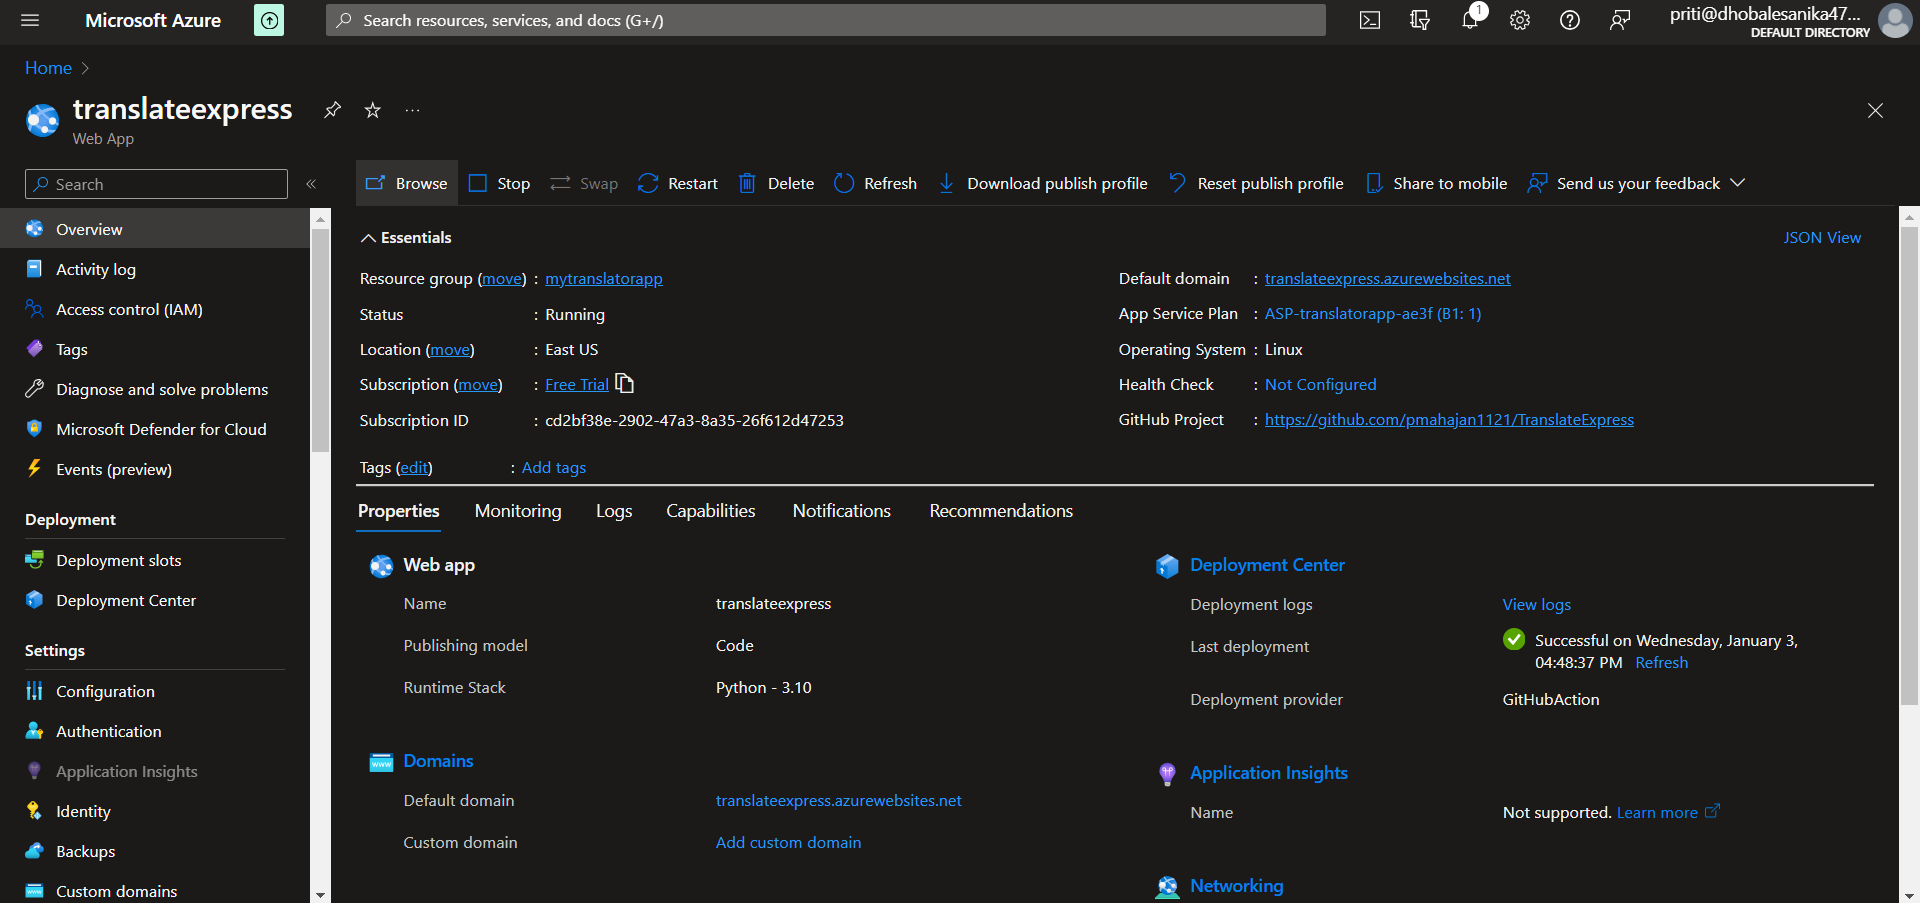 Microsoft Azure
Search resources, services, and docs (G+/)
1
priti@dhobalesanika47...
DEFAULT DIRECTORY
Home
translateexpress
...
Web App
Search
«
Browse
Stop
Swap
Restart
Delete
Refresh
Download publish profile
Reset publish profile
Share to mobile
Send us your feedback
Overview
Activity log
Access control (IAM)
Tags
Diagnose and solve problems
Microsoft Defender for Cloud
Events (preview)
Deployment
Deployment slots
Deployment Center
Settings
Configuration
Authentication
Application Insights
Identity
Backups
Custom domains
Essentials
JSON View
Resource group (move) : mytranslatorapp
Status : Running
Location (move) : East US
Subscription (move) : Free Trial
Subscription ID : cd2bf38e-2902-47a3-8a35-26f612d47253
Default domain : translateexpress.azurewebsites.net
App Service Plan : ASP-translatorapp-ae3f (B1: 1)
Operating System : Linux
Health Check : Not Configured
GitHub Project : https://github.com/pmahajan1121/TranslateExpress
Tags (edit) : Add tags
Properties
Monitoring
Logs
Capabilities
Notifications
Recommendations
Web app
Name translateexpress
Publishing model Code
Runtime Stack Python - 3.10
www Domains
Default domain translateexpress.azurewebsites.net
Custom domain Add custom domain
Deployment Center
Deployment logs View logs
Last deployment Successful on Wednesday, January 3,
04:48:37 PM Refresh
Deployment provider GitHubAction
Application Insights
Name Not supported. Learn more
Networking